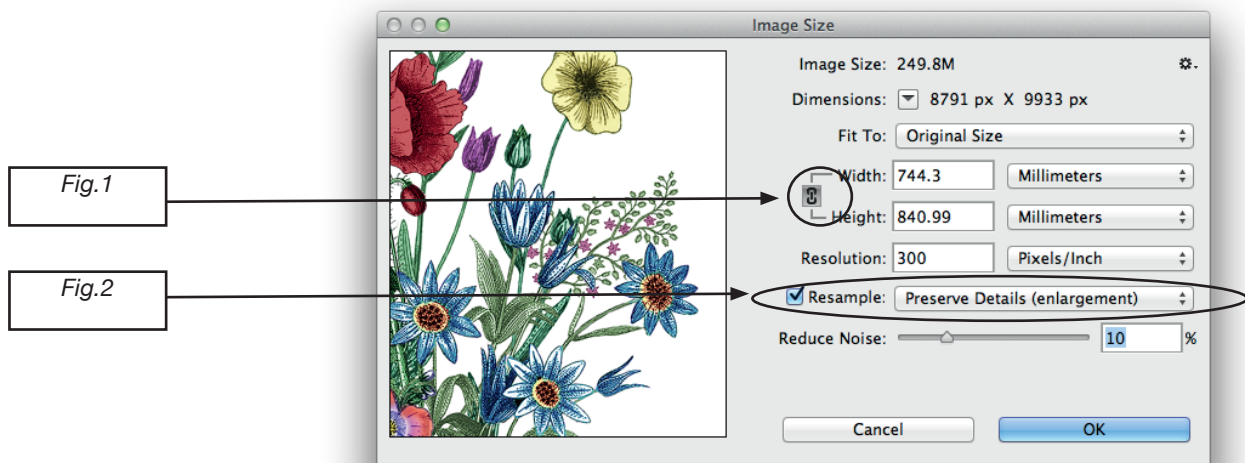 Image Size
Image Size: 249.8M
Dimensions: 8791 px X 9933 px
Fit To: Original Size
Fig.1
Width: 744.3 Millimeters
Height: 840.99 Millimeters
Resolution: 300 Pixels/Inch
Fig.2
Resample: Preserve Details (enlargement)
Reduce Noise: 10 %
Cancel OK